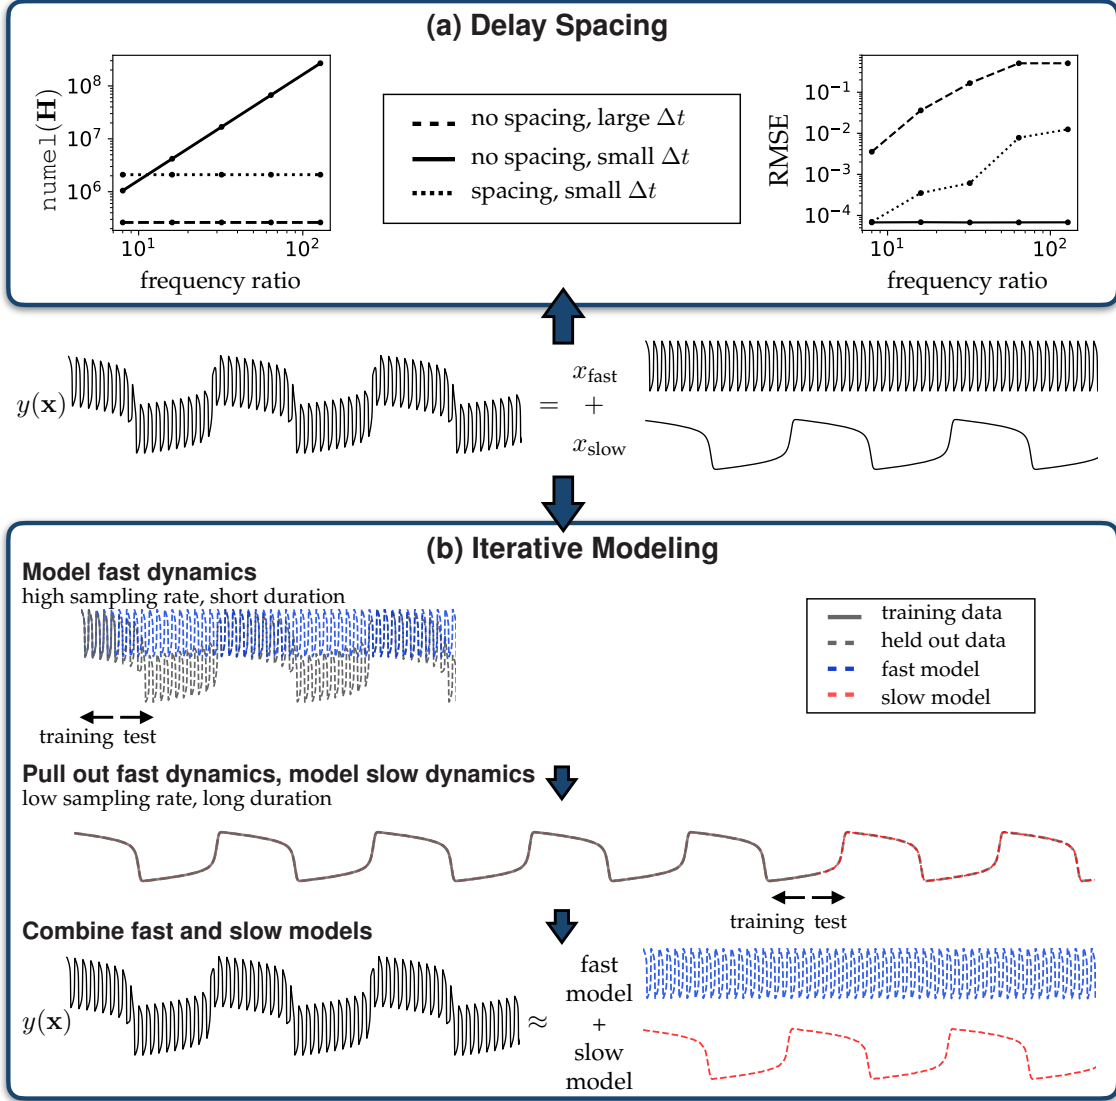 (a) Delay Spacing
numel(H)
10^8
10^7
10^6
10^1
10^2
frequency ratio
no spacing, large Δt
no spacing, small Δt
spacing, small Δt
RMSE
10^-1
10^-2
10^-3
10^-4
10^1
10^2
frequency ratio
y(x)
=
x_fast
+
x_slow
(b) Iterative Modeling
Model fast dynamics
high sampling rate, short duration
training data
held out data
fast model
slow model
training test
Pull out fast dynamics, model slow dynamics
low sampling rate, long duration
training test
Combine fast and slow models
y(x)
≈
fast
model
+
slow
model